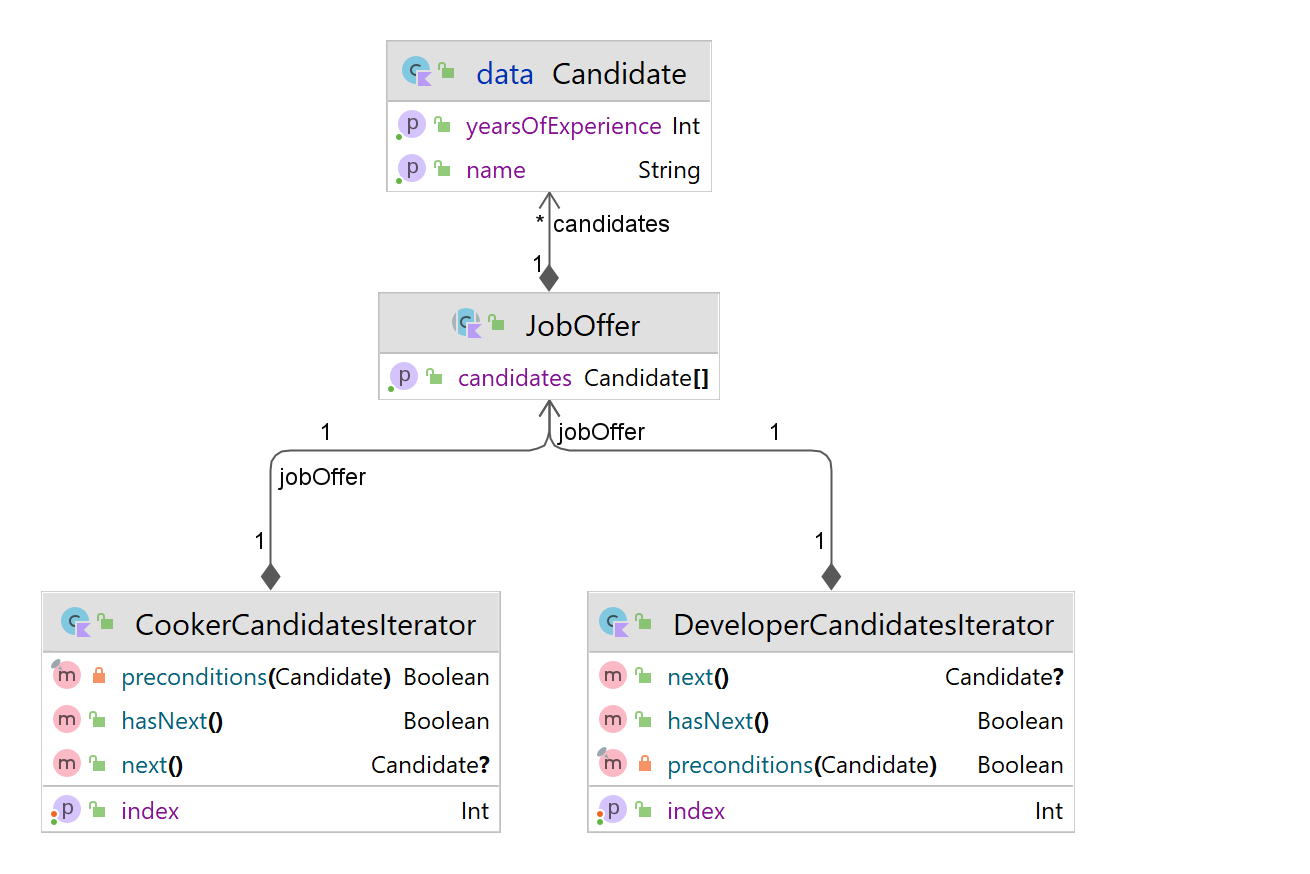 data Candidate
yearsOfExperience Int
name String
* candidates
1
JobOffer
candidates Candidate[]
1 jobOffer 1
jobOffer
1 1
CookerCandidatesIterator
preconditions(Candidate) Boolean
hasNext() Boolean
next() Candidate?
index Int
DeveloperCandidatesIterator
next() Candidate?
hasNext() Boolean
preconditions(Candidate) Boolean
index Int